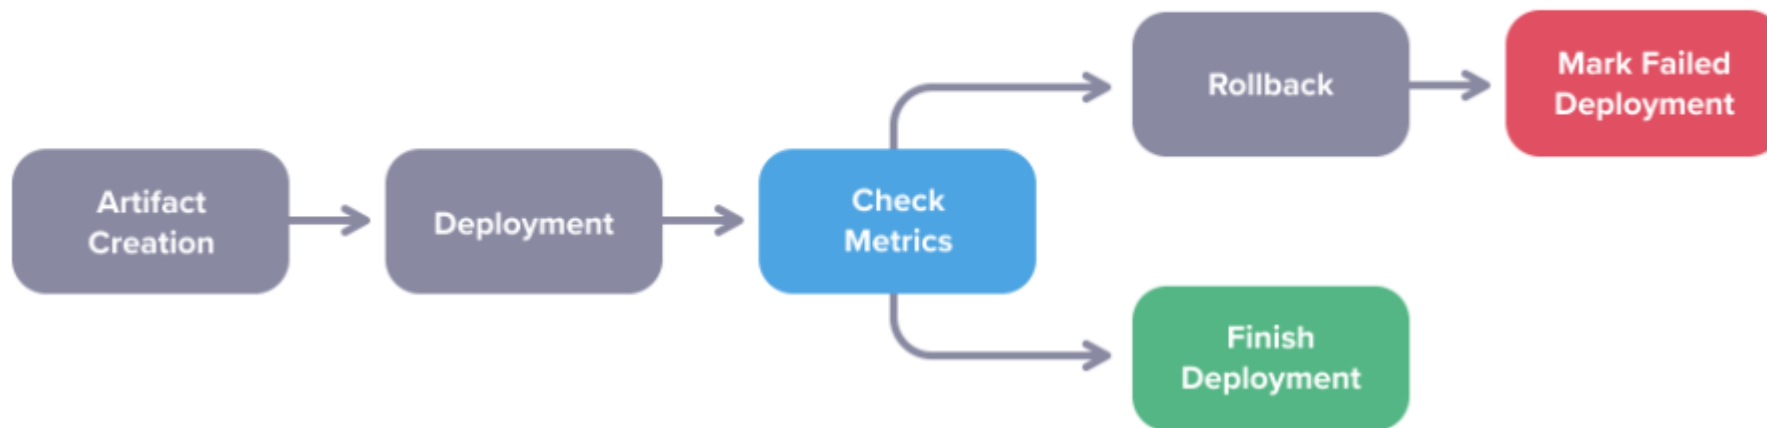 Artifact
Creation
Deployment
Check
Metrics
Rollback
Mark Failed
Deployment
Finish
Deployment